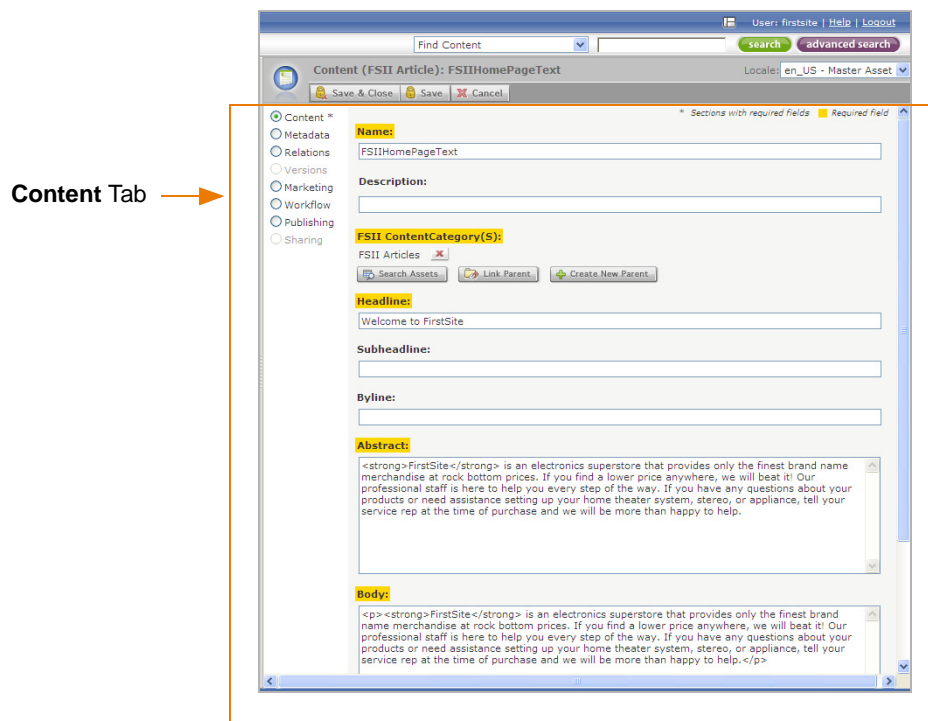 User: firstsite | Help | Logout
Find Content
search
advanced search
Content (FSII Article): FSIIHomePageText
Locale: en_US - Master Asset
Save & Close
Save
Cancel
* Sections with required fields
Required field
Content *
Metadata
Relations
Versions
Marketing
Workflow
Publishing
Sharing
Content Tab
Name:
FSIIHomePageText
Description:
FSII ContentCategory(S):
FSII Articles
Search Assets
Link Parent
Create New Parent
Headline:
Welcome to FirstSite
Subheadline:
Byline:
Abstract:
<strong>FirstSite</strong> is an electronics superstore that provides only the finest brand name
merchandise at rock bottom prices. If you find a lower price anywhere, we will beat it! Our
professional staff is here to help you every step of the way. If you have any questions about your
products or need assistance setting up your home theater system, stereo, or appliance, tell your
service rep at the time of purchase and we will be more than happy to help.
Body:
<p><strong>FirstSite</strong> is an electronics superstore that provides only the finest brand
name merchandise at rock bottom prices. If you find a lower price anywhere, we will beat it! Our
professional staff is here to help you every step of the way. If you have any questions about your
products or need assistance setting up your home theater system, stereo, or appliance, tell your
service rep at the time of purchase and we will be more than happy to help.</p>